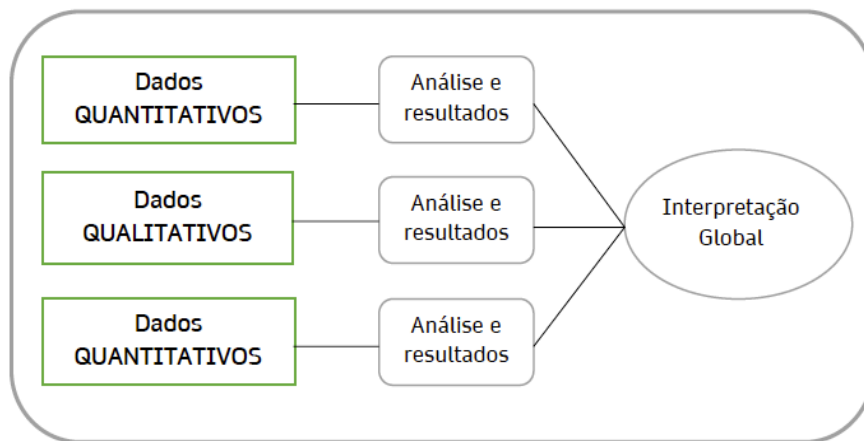 Dados
QUANTITATIVOS
Análise e
resultados
Dados
QUALITATIVOS
Análise e
resultados
Interpretação
Global
Dados
QUANTITATIVOS
Análise e
resultados